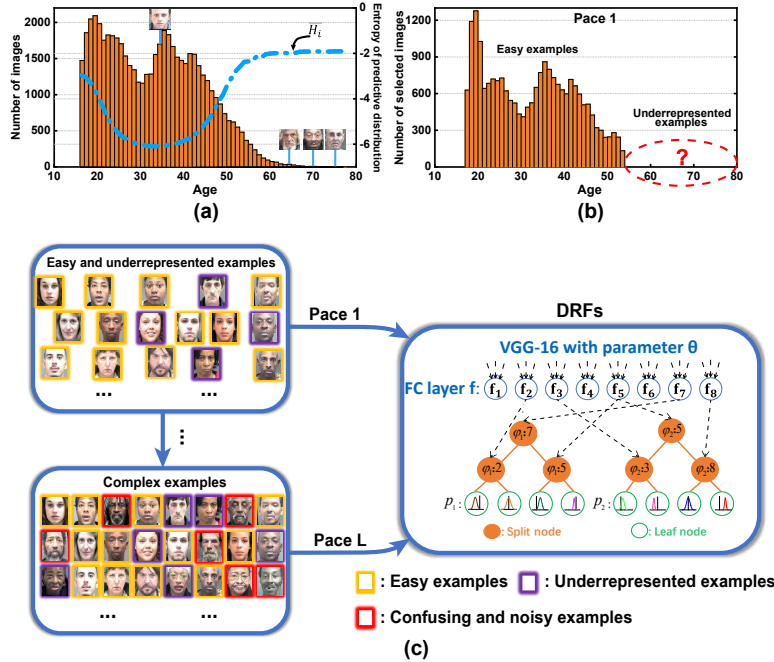 2000
1500
1000
500
0
Number of images
10 20 30 40 50 60 70 80
Age
0
-2
-4
-6
Entropy of predictive distribution
H_i
(a)
1200
900
600
300
0
Number of selected images
Pace 1
Easy examples
Underrepresented
examples
?
10 20 30 40 50 60 70 80
Age
(b)
Easy and underrepresented examples
... ...
Pace 1
...
Complex examples
... ...
Pace L
DRFs
VGG-16 with parameter θ
FC layer f: f₁ f₂ f₃ f₄ f₅ f₆ f₇ f₈
φ₁:7 φ₂:5
φ₁:2 φ₁:5 φ₂:3 φ₂:8
p₁: p₂:
: Split node : Leaf node
: Easy examples : Underrepresented examples
: Confusing and noisy examples
(c)